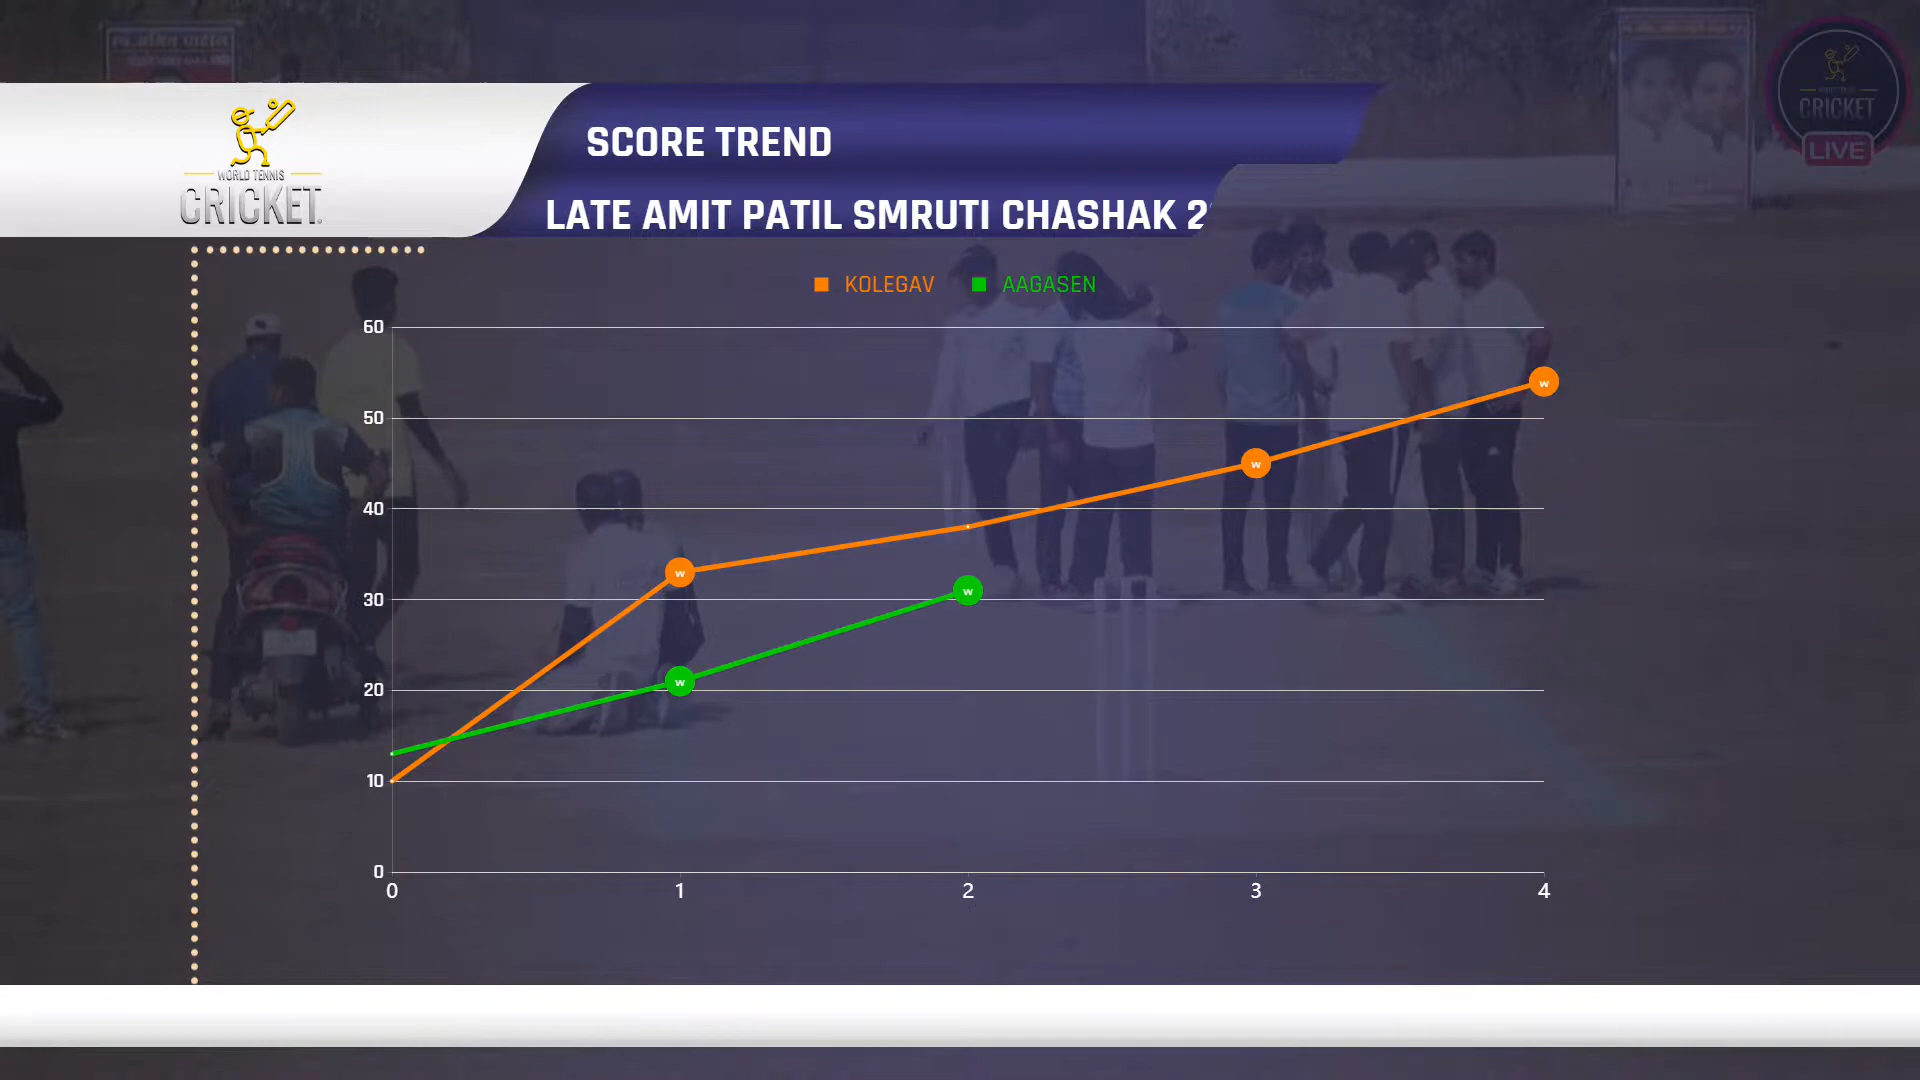 WORLD TENNIS
CRICKET
SCORE TREND
LATE AMIT PATIL SMRUTI CHASHAK 2
CRICKET
LIVE
KOLEGAV AAGASEN
60
50
40
30
20
10
0
W
W
W
W
W
0 1 2 3 4